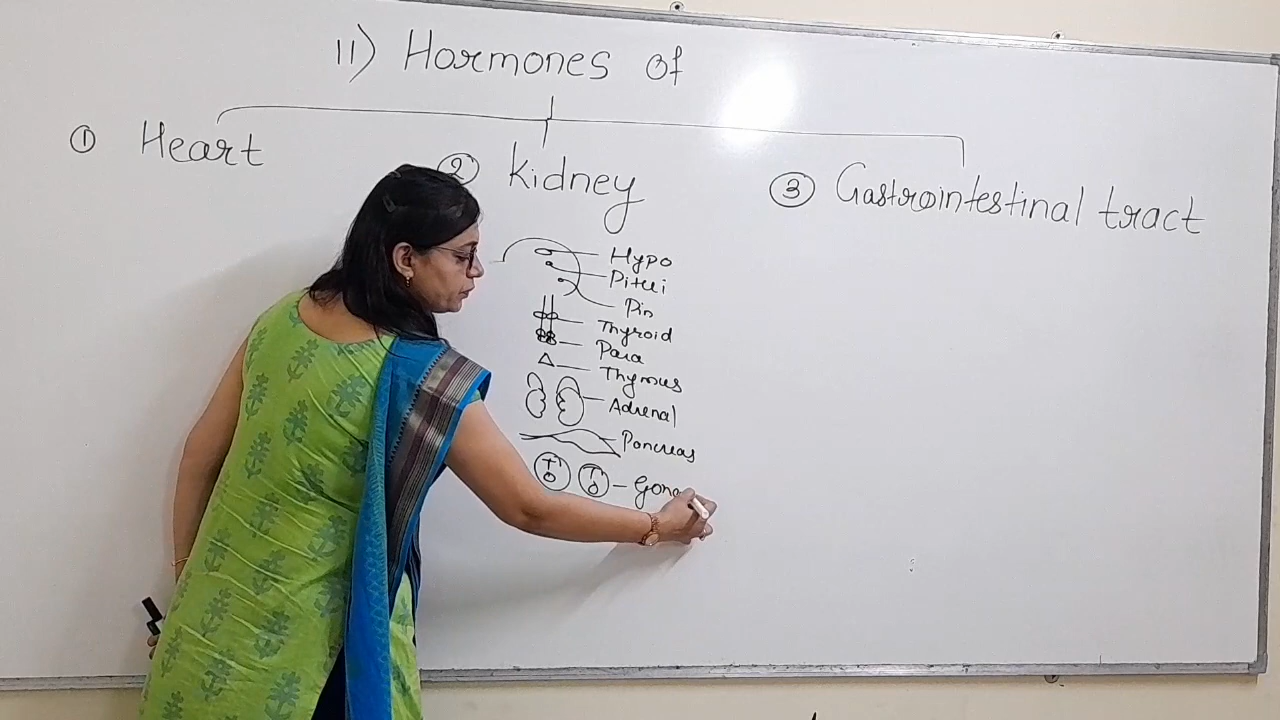 11) Hormones of
① Heart
② Kidney
③ Gastrointestinal tract
Hypo
Pitui
Pin
Thyroid
Para
Thymus
Adrenal
Pancreas
T T
O O
Gona